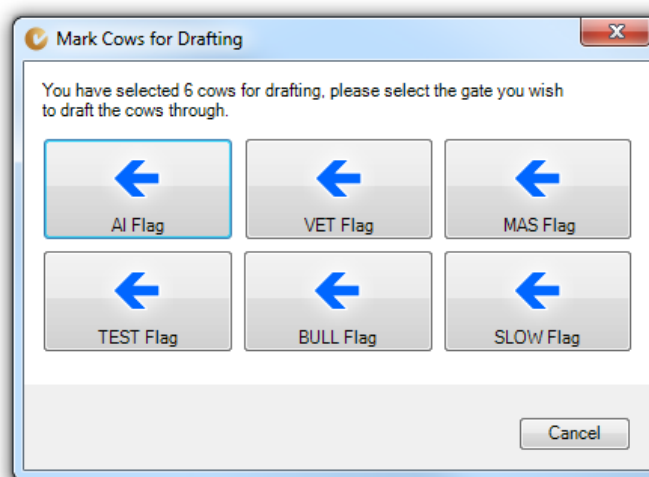 Mark Cows for Drafting
You have selected 6 cows for drafting, please select the gate you wish
to draft the cows through.
AI Flag
VET Flag
MAS Flag
TEST Flag
BULL Flag
SLOW Flag
Cancel